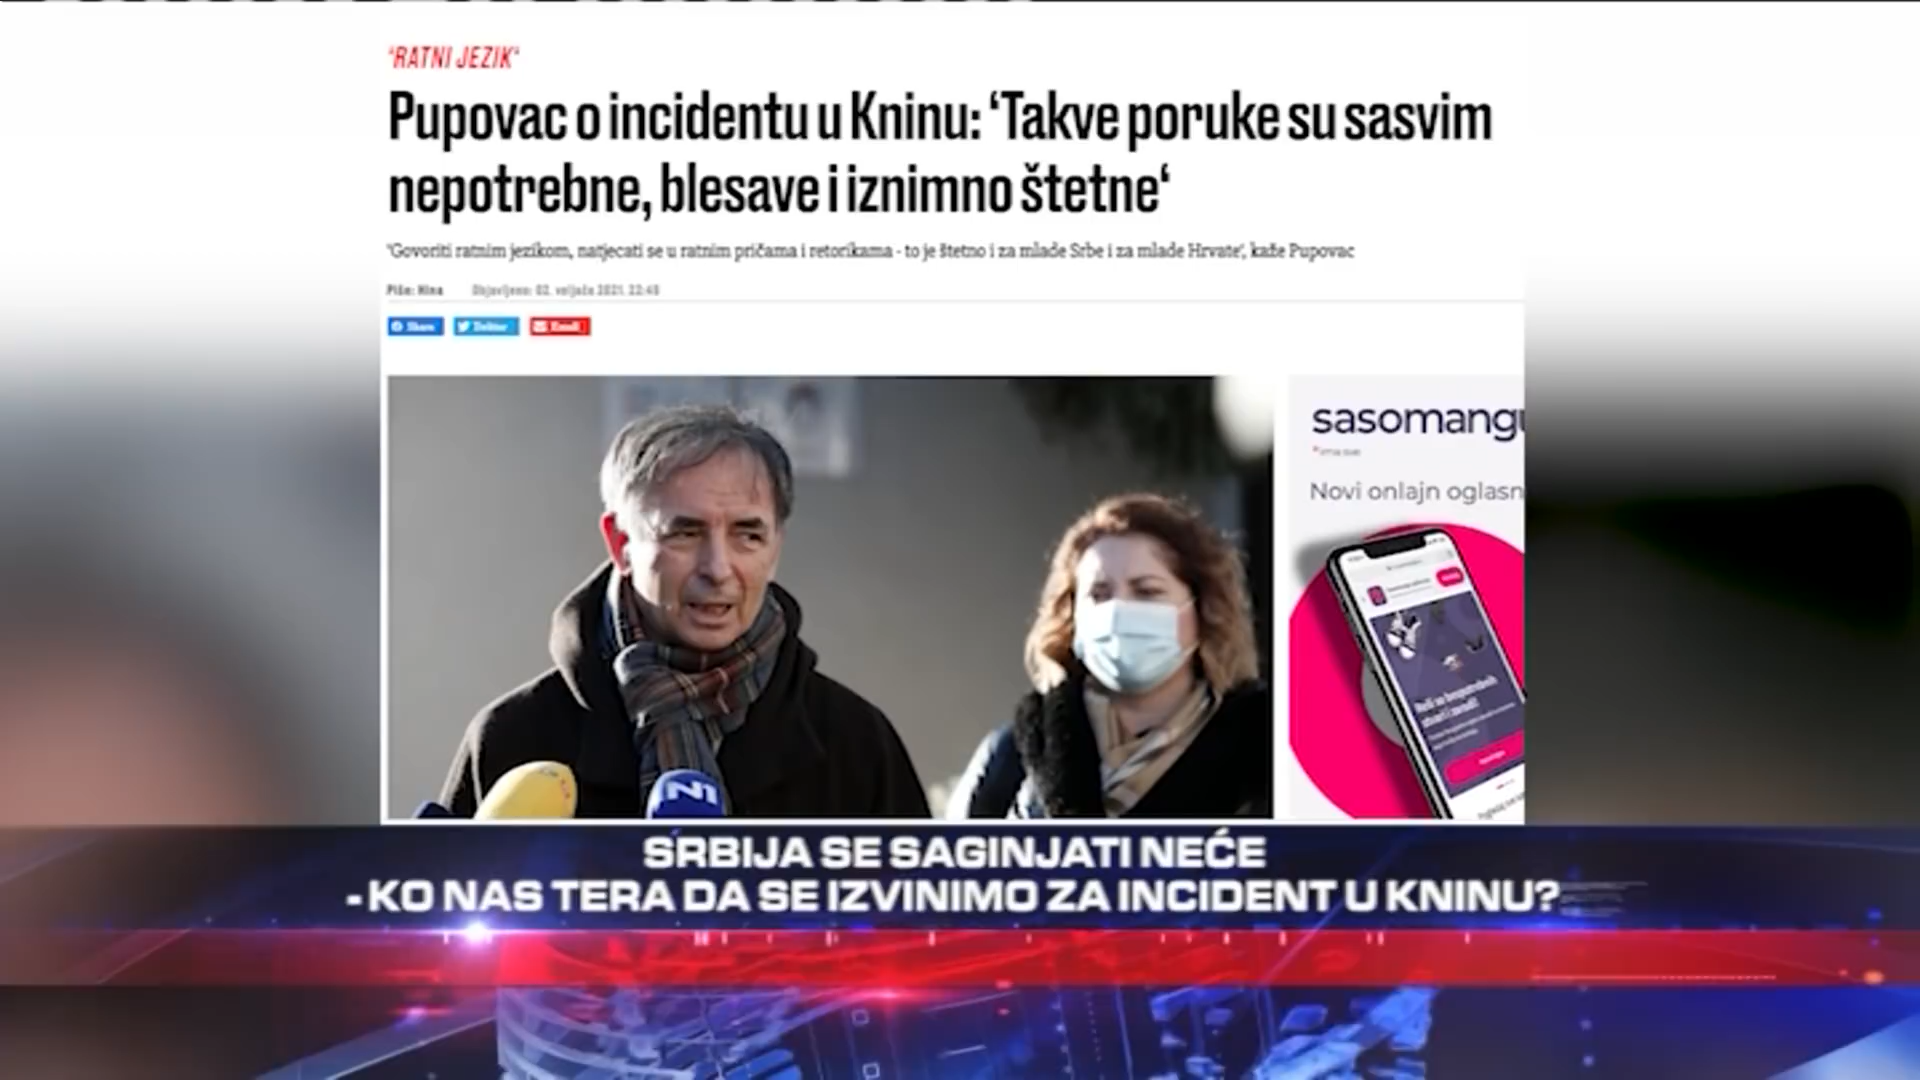 'RATNI JEZIK'
Pupovac o incidentu u Kninu: ‘Takve poruke su sasvim
nepotrebne, blesave i iznimno štetne‘
'Govoriti ratnim jezikom, natjecati se u ratnim pričama i retorikama - to je štetno i za mlade Srbe i za mlade Hrvate', kaže Pupovac
Piše: Hina Objavljeno: 02. veljača 2021. 22:49
Share Twitter Email
sasomang
Novi onlajn oglasn
N1
SRBIJA SE SAGINJATI NEĆE
- KO NAS TERA DA SE IZVINIMO ZA INCIDENT U KNINU?